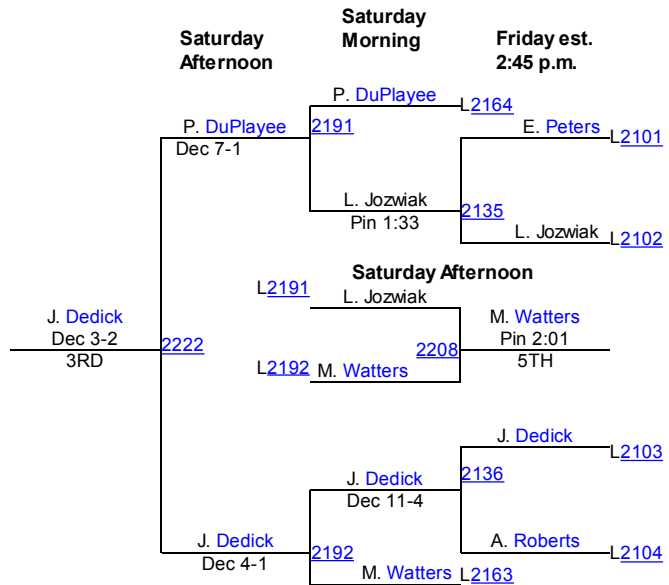 Saturday Afternoon
Saturday Morning
Friday est. 2:45 p.m.
P. DuPlayee
L2164
P. DuPlayee
2191
E. Peters
L2101
Dec 7-1
L. Jozwiak
2135
Pin 1:33
L. Jozwiak
L2102
Saturday Afternoon
L2191
L. Jozwiak
J. Dedick
M. Watters
Dec 3-2
2222
2208
Pin 2:01
3RD
5TH
L2192
M. Watters
J. Dedick
L2103
J. Dedick
2136
Dec 11-4
J. Dedick
2192
A. Roberts
L2104
Dec 4-1
M. Watters
L2163